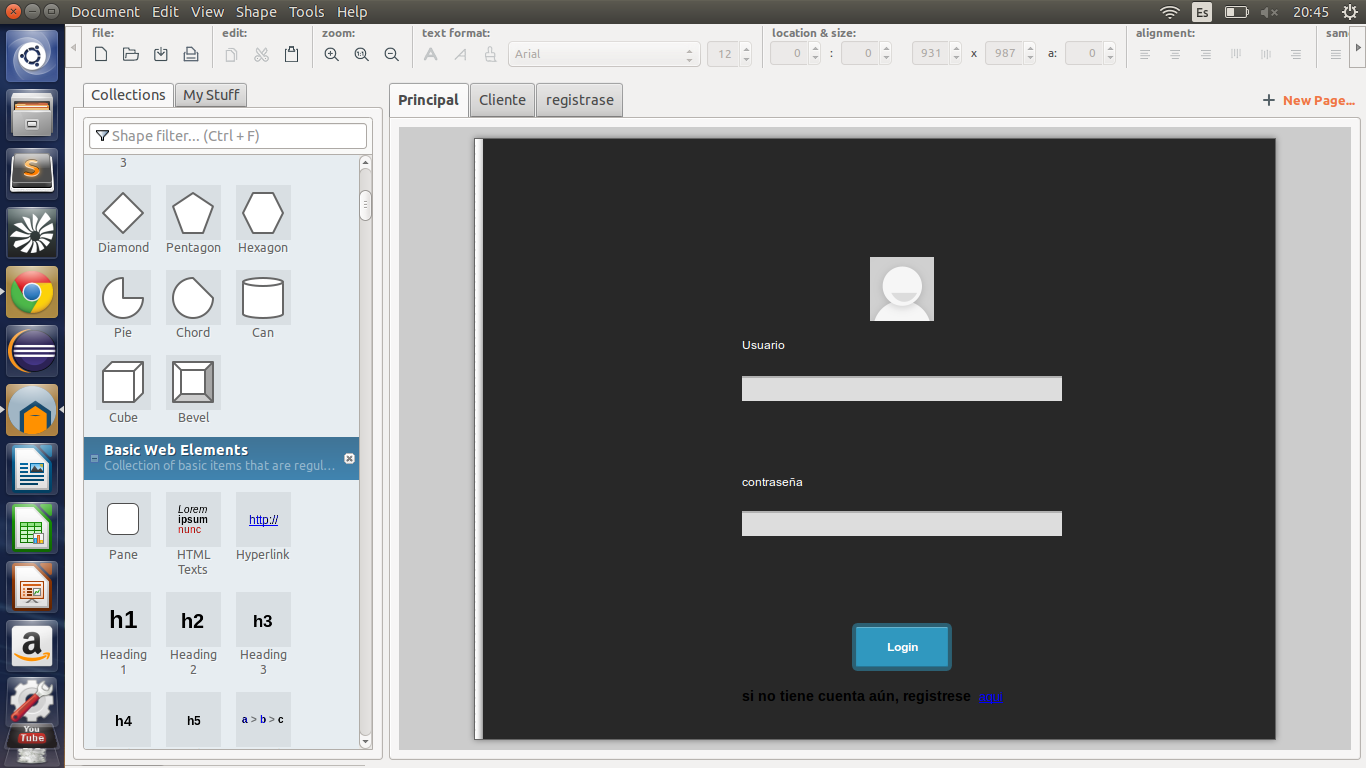 Document Edit View Shape Tools Help
Es
20:45
file:
edit:
zoom:
text format:
location & size:
alignment:
sam
1:1
Arial
12
0 : 0
931 x 987
a: 0
Collections
My Stuff
Principal
Cliente
registrase
New Page...
Shape filter... (Ctrl + F)
3
Diamond
Pentagon
Hexagon
Pie
Chord
Can
Cube
Bevel
Basic Web Elements
Collection of basic items that are regul...
Lorem
ipsum
nunc
http://
Pane
HTML
Texts
Hyperlink
h1
h2
h3
Heading
1
Heading
2
Heading
3
h4
h5
a > b > c
Usuario
contraseña
Login
si no tiene cuenta aún, registrese aqui
S
a
You
Tube